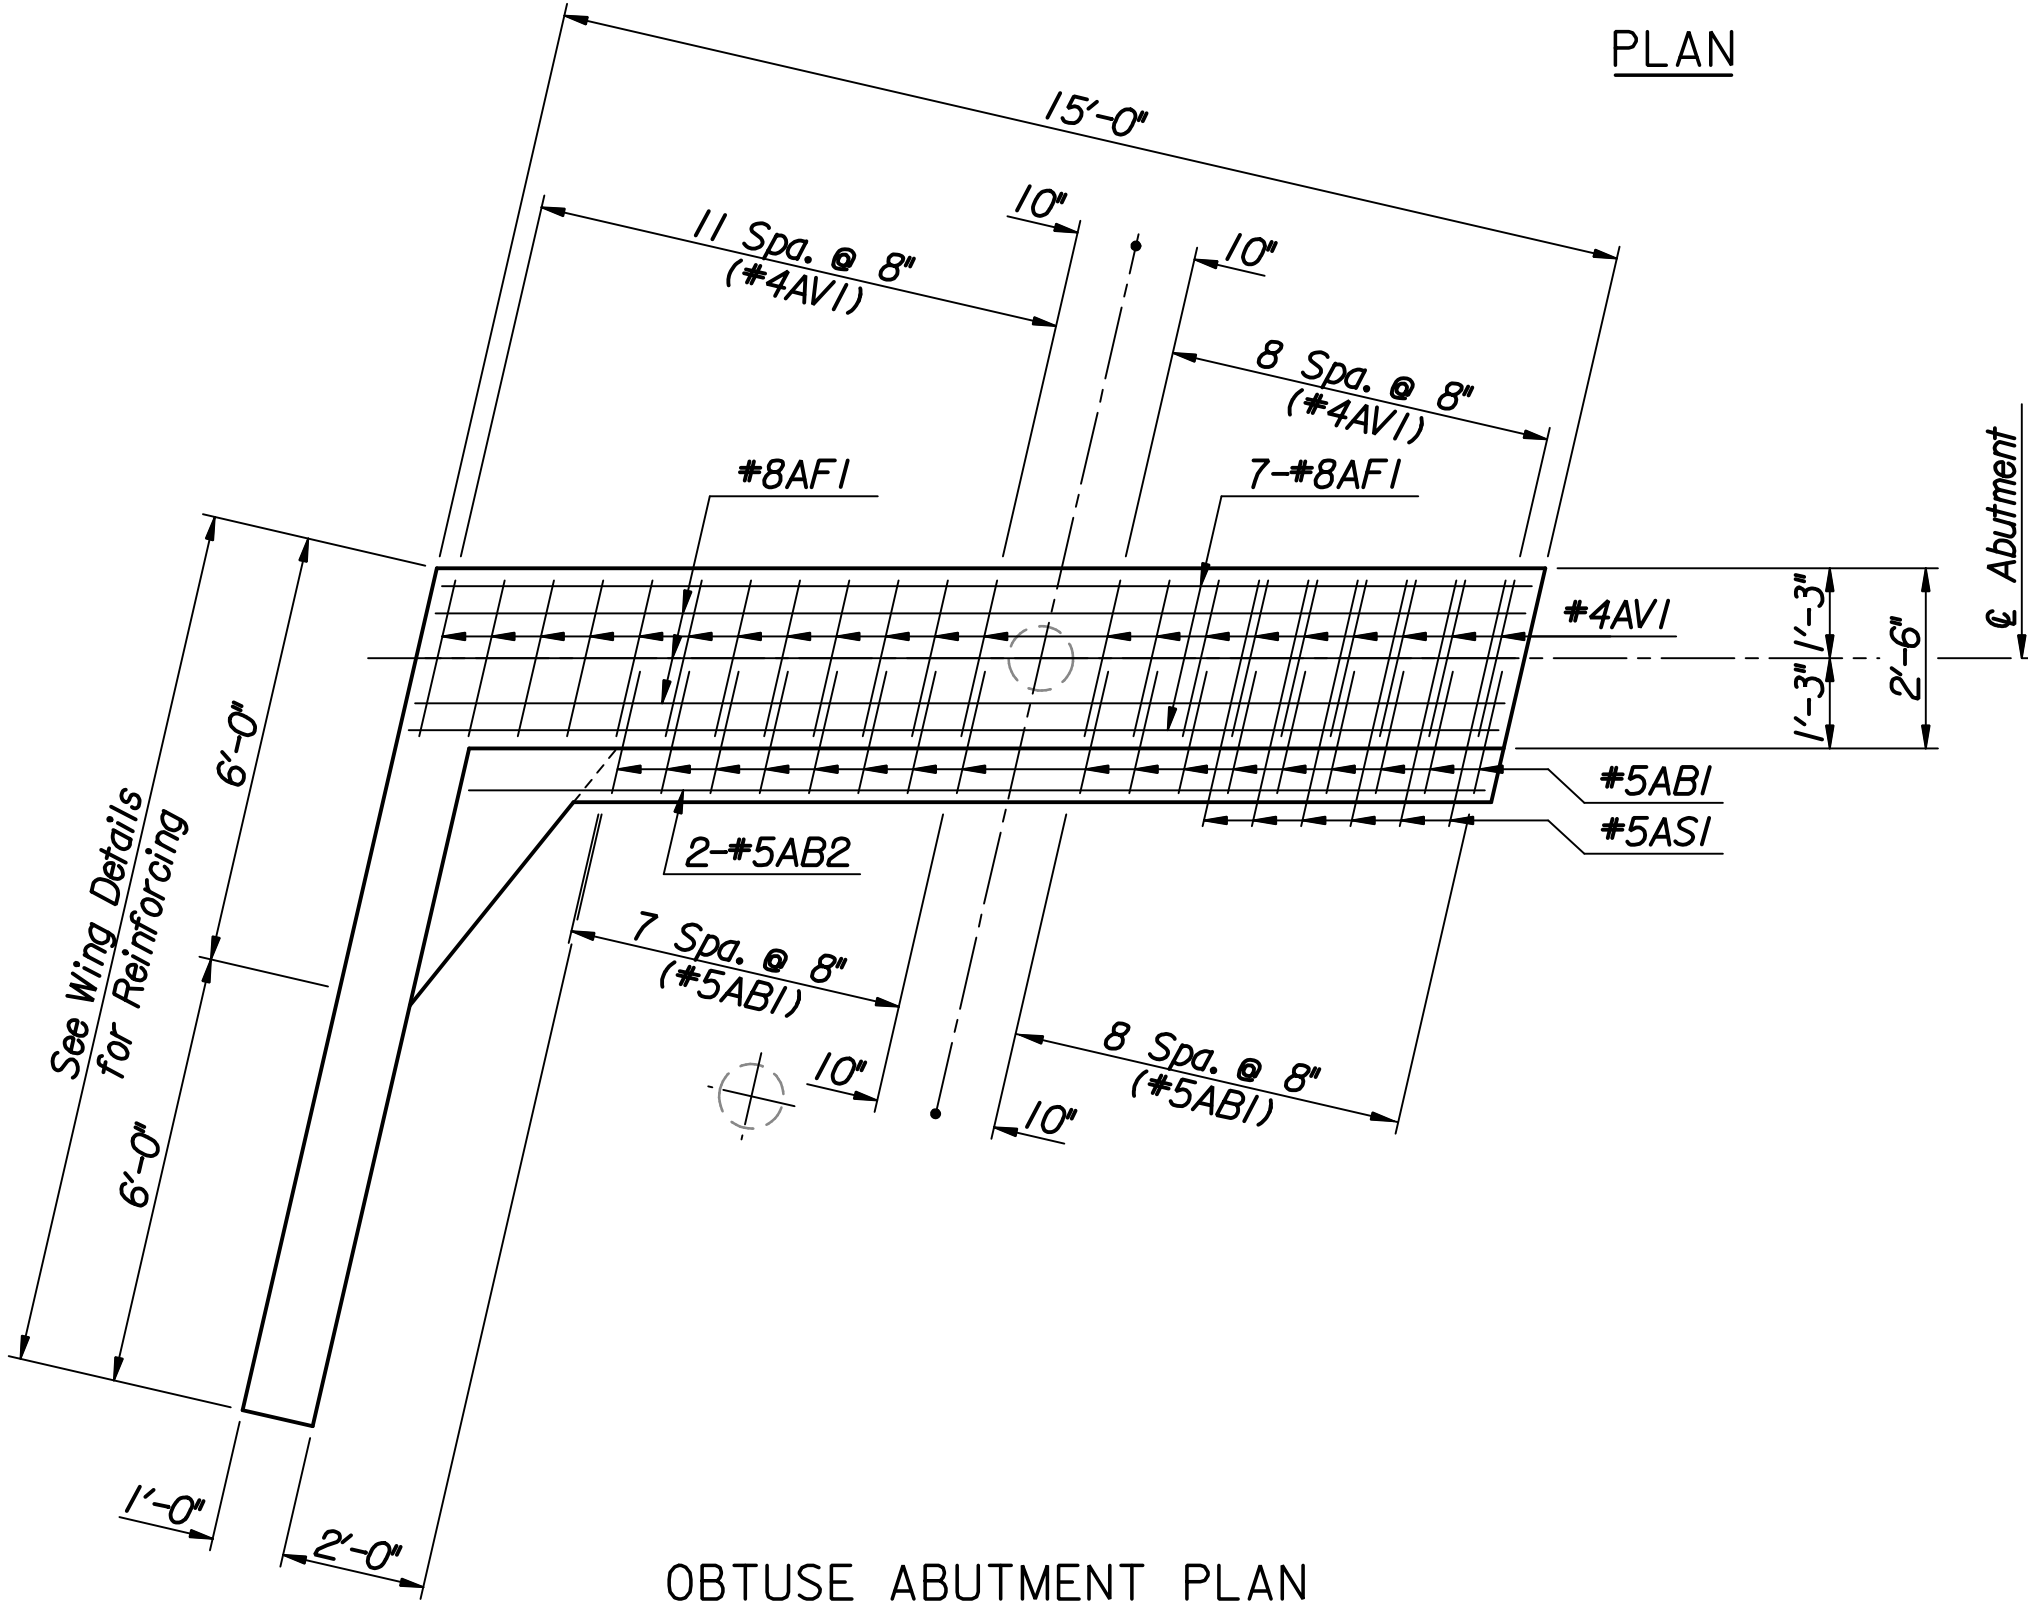 PLAN
15'-0"
10"
11 Spa. @ 8"
(#4AV1)
10"
8 Spa. @ 8"
(#4AV1)
#8AF1
7-#8AF1
℄ Abutment
#4AV1
1'-3"
1'-3"
2'-6"
6'-0"
See Wing Details
for Reinforcing
6'-0"
#5AB1
#5AS1
2-#5AB2
7 Spa. @ 8"
(#5AB1)
10"
8 Spa. @ 8"
(#5AB1)
10"
1'-0"
2'-0"
OBTUSE ABUTMENT PLAN